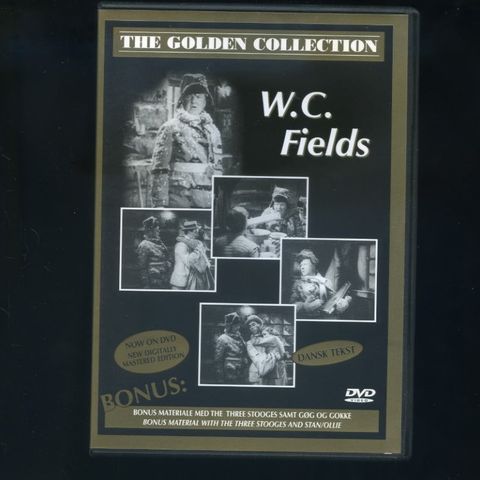 THE GOLDEN COLLECTION
W.C.
Fields
NOW ON DVD
NEW DIGITALLY
MASTERED EDITION
DANSK TEKST
BONUS:
DVD
VIDEO
BONUS MATERIALE MED THE THREE STOOGES SAMT GØG OG GOKKE
BONUS MATERIAL WITH THE THREE STOOGES AND STAN/OLLIE